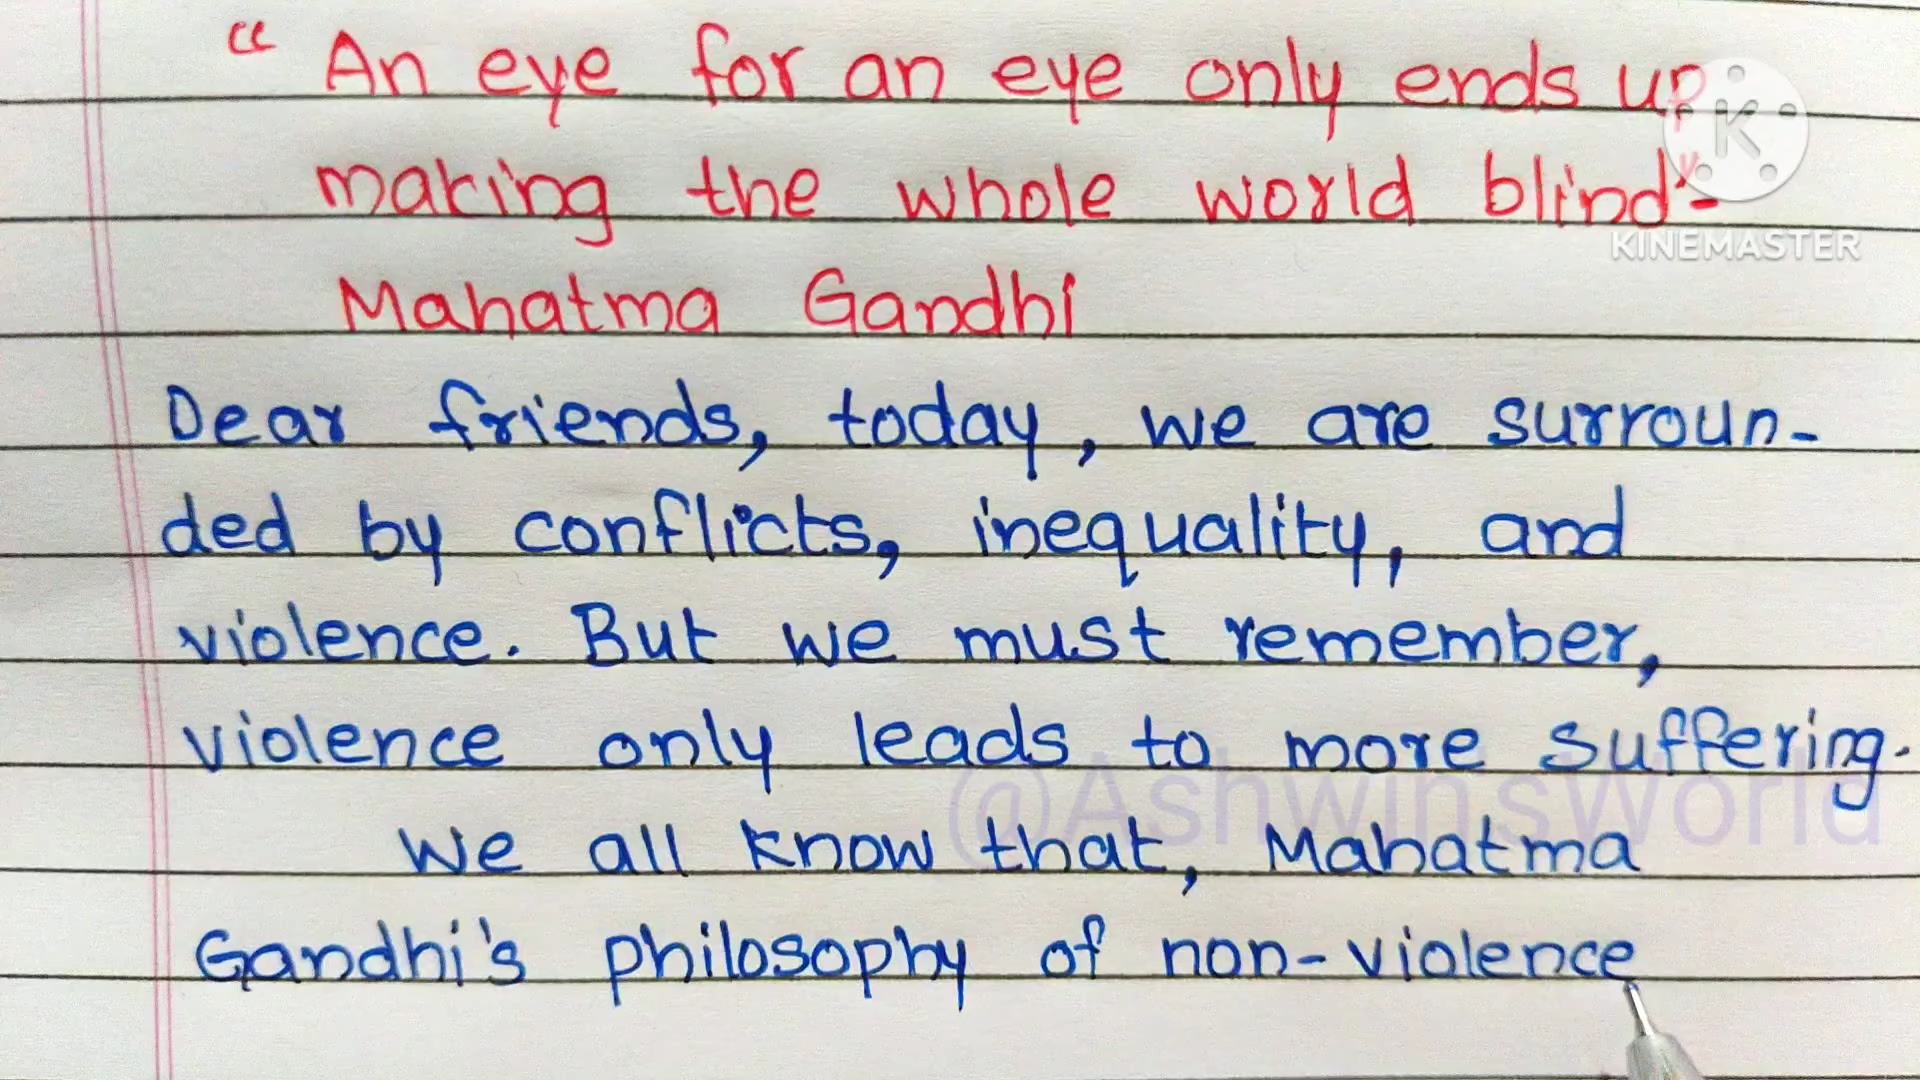 “ An eye for an eye only ends up
making the whole world blind”-
Mahatma Gandhi
KINEMASTER
Dear friends, today, we are surroun-
ded by conflicts, inequality, and
violence. But we must remember,
violence only leads to more suffering.
@Ashwin'sWorld
We all know that, Mahatma
Gandhi's philosophy of non-violence